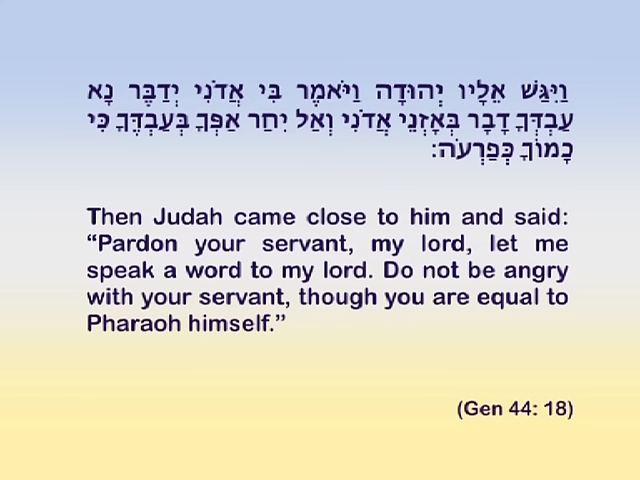 וַיִּגַּשׁ אֵלָיו יְהוּדָה וַיֹּאמֶר בִּי אֲדֹנִי יְדַבֶּר נָא
עַבְדְּךָ דָבָר בְּאָזְנֵי אֲדֹנִי וְאַל יִחַר אַפְּךָ בְּעַבְדֶּךָ כִּי
כָמוֹךָ כְּפַרְעֹה:
Then Judah came close to him and said:
“Pardon your servant, my lord, let me
speak a word to my lord. Do not be angry
with your servant, though you are equal to
Pharaoh himself.”
(Gen 44: 18)